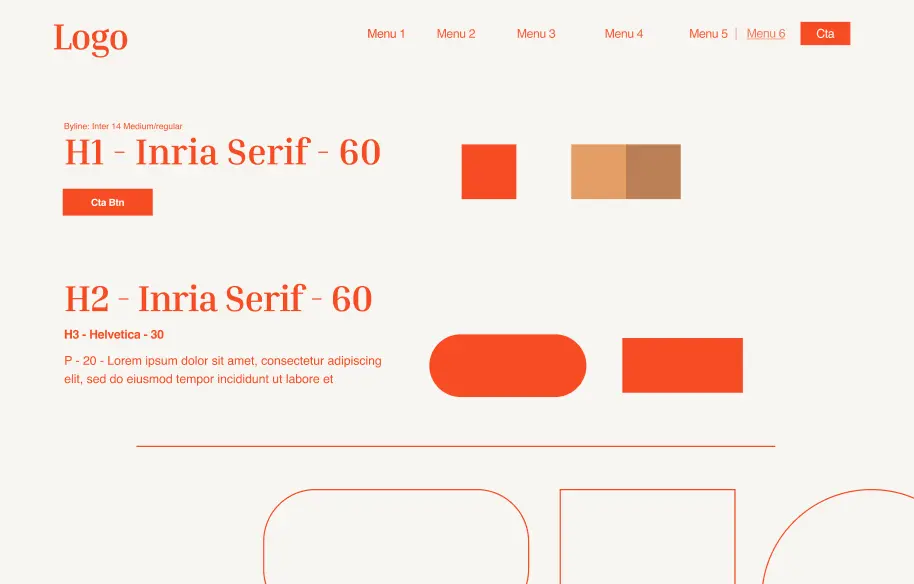 Logo
Menu 1
Menu 2
Menu 3
Menu 4
Menu 5 | Menu 6
Cta
Byline: Inter 14 Medium/regular
H1 - Inria Serif - 60
Cta Btn
H2 - Inria Serif - 60
H3 - Helvetica - 30
P - 20 - Lorem ipsum dolor sit amet, consectetur adipiscing
elit, sed do eiusmod tempor incididunt ut labore et